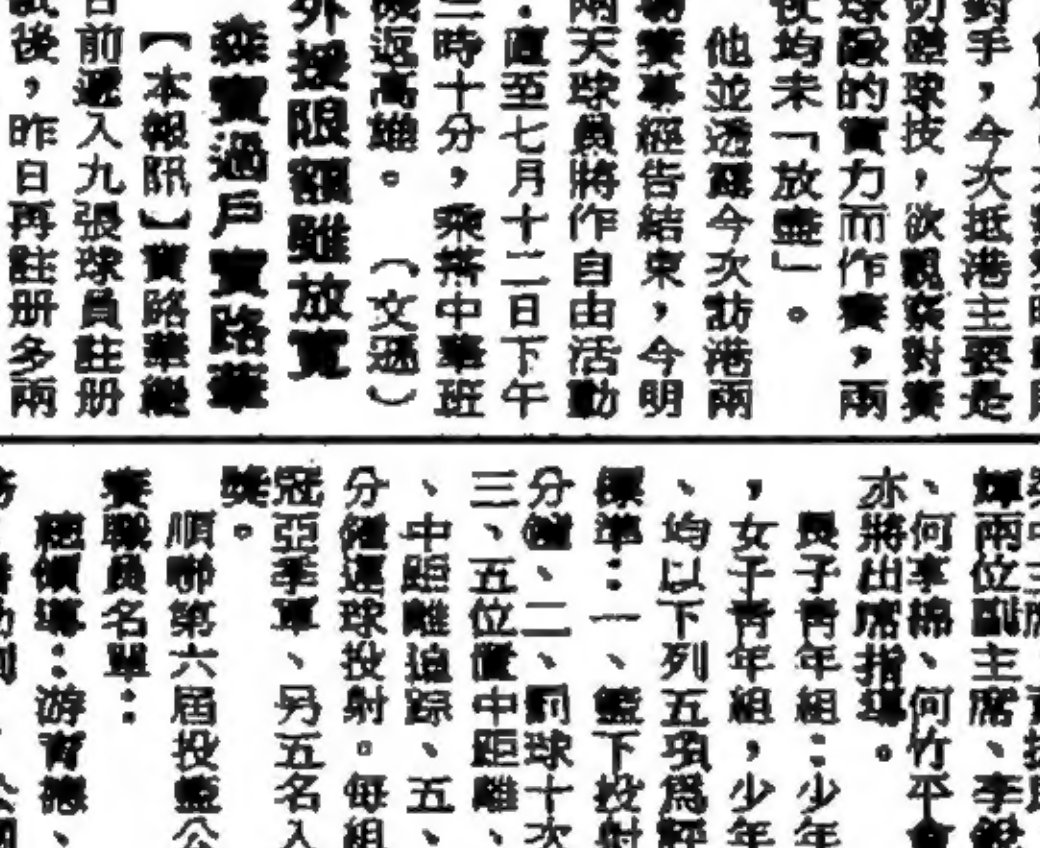 對手，今次抵港主要是
切磋球技，欲觀察對賽
球隊的實力而作賽，兩
仗均未「放盡」。
他並透露今次訪港兩
場賽事經告結束，今明
兩天球員將作自由活動
．直至七月十二日下午
三時十分，乘搭中華班
機返高雄。（文遜）
外援限額雖放寬
森寶過戶寶路華
【本報訊】寶路華繼
日前遞入九張球員註册
試後，昨日再註册多兩
輝兩位副主席、李銳
、何李綿、何竹平會
亦將出席指導。
長子青年組：少年
，女子青年組，少年
、均以下列五項爲評
標準：一、籃下投射
分鐘、二、罰球十次
三、五位置中距離、
、中距離追踪、五、
分鐘運球投射。每組
冠亞季軍、另五名入
獎。
順聯第六屆投籃公
賽職員名單：
總領導：游育德、